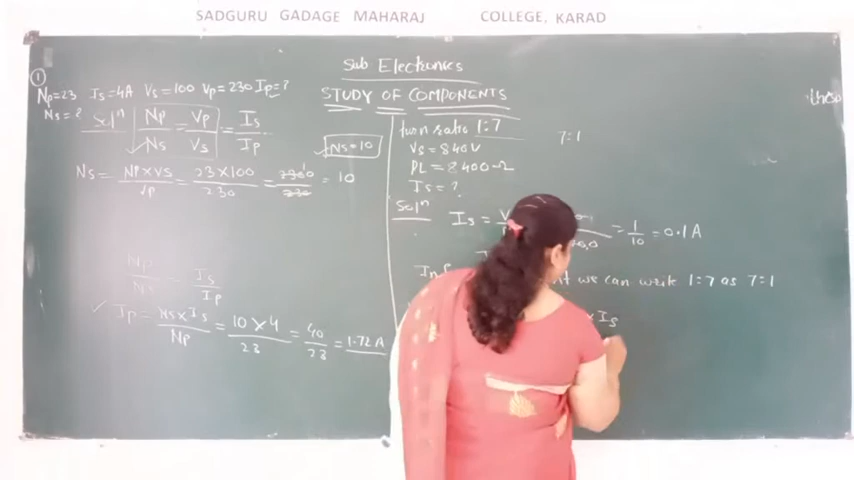 SADGURU GADAGE MAHARAJ COLLEGE, KARAD
Sub Electronics
STUDY OF COMPONENTS
1
Np=23 Is=4A Vs=100 Vp=230 Ip=?
Ns=?
Solⁿ Np/Ns = Vp/Vs = Is/Ip
Ns=10
Ns = Np×Vs/Vp = 23×100/230 = 2300/230 = 10
Np/Ns = Is/Ip
✓ Ip = Ns×Is/Np = 10×4/23 = 40/23 = 1.72 A
turn ratio 1:7 7:1
Vs=840V
PL=8400Ω
Is=?
Solⁿ Is = = 1/10 = 0.1A
we can write 1:7 as 7:1
×Is